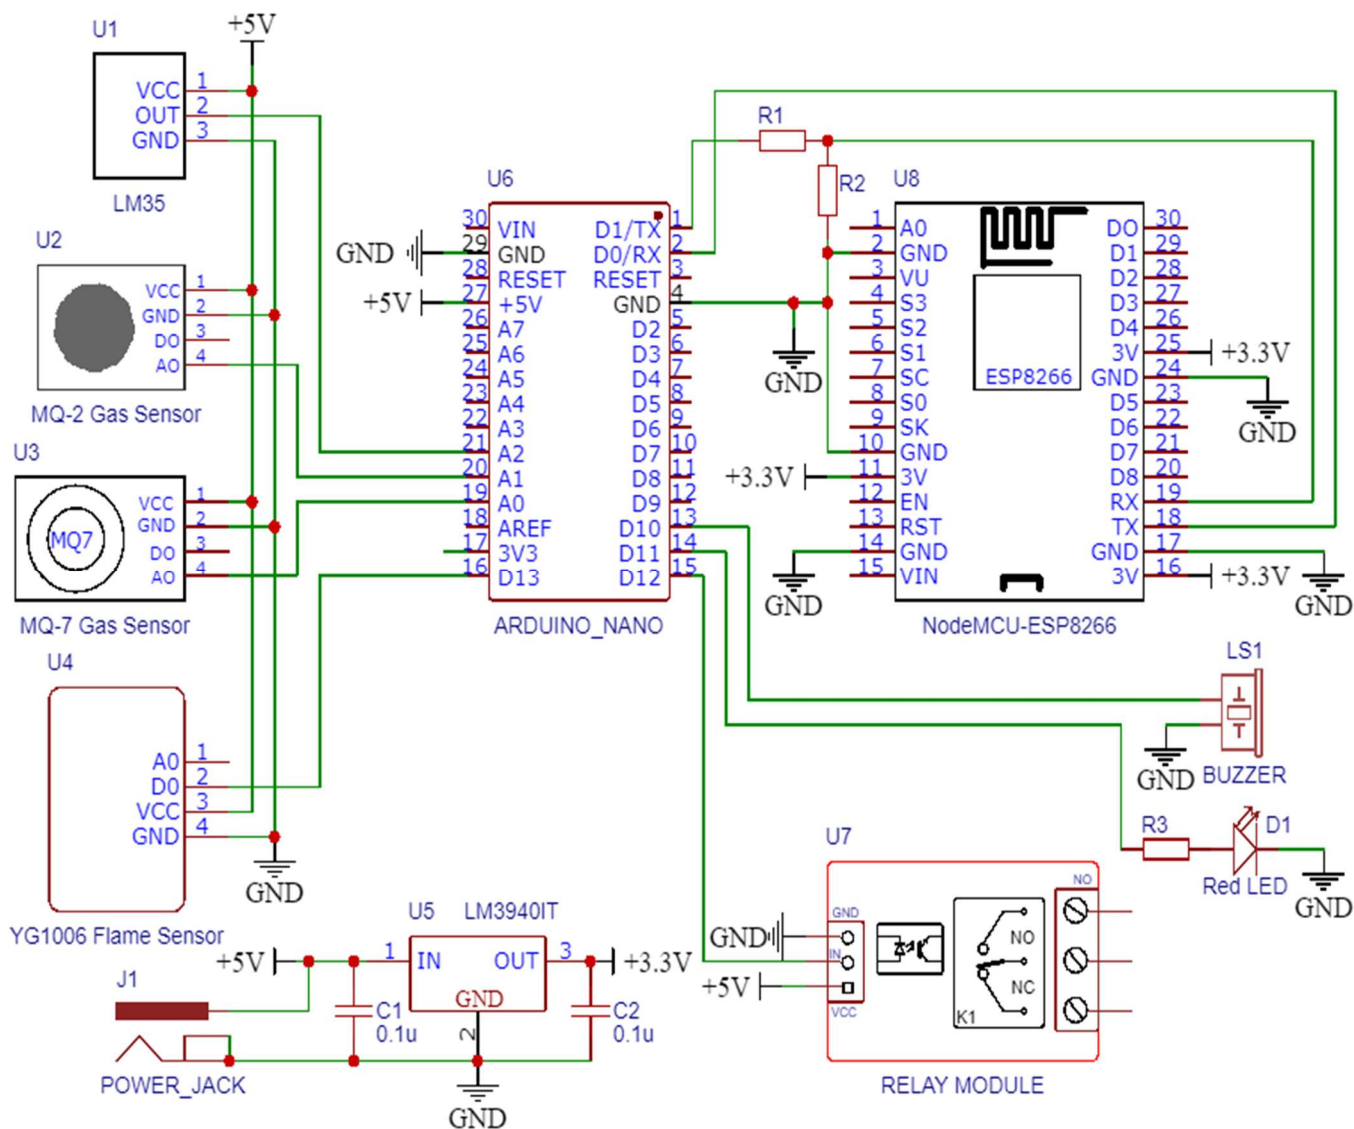 U1
+5V
VCC 1
OUT 2
GND 3
LM35
U2
VCC 1
GND 2
DO 3
AO 4
MQ-2 Gas Sensor
U3
MQ7
VCC 1
GND 2
DO 3
AO 4
MQ-7 Gas Sensor
U4
A0 1
D0 2
VCC 3
GND 4
YG1006 Flame Sensor
GND
U6
30 VIN D1/TX 1
GND 29 GND D0/RX 2
28 RESET RESET 3
+5V 27 +5V GND 4
26 A7 D2 5
25 A6 D3 6
24 A5 D4 7
23 A4 D5 8
22 A3 D6 9
21 A2 D7 10
20 A1 D8 11
19 A0 D9 12
18 AREF D10 13
17 3V3 D11 14
16 D13 D12 15
ARDUINO_NANO
R1
R2
GND
U8
1 A0 DO 30
2 GND D1 29
3 VU D2 28
4 S3 D3 27
5 S2 D4 26
6 S1 3V 25 +3.3V
7 SC GND 24
8 S0 D5 23
9 SK D6 22
10 GND D7 21
+3.3V 11 3V D8 20
12 EN RX 19
13 RST TX 18
14 GND GND 17
15 VIN 3V 16 +3.3V
ESP8266
GND
GND
GND
NodeMCU-ESP8266
LS1
GND
BUZZER
R3
D1
Red LED
GND
U7
GND
GND
IN
+5V
VCC
NO
NO
NC
K1
RELAY MODULE
U5 LM3940IT
+5V 1 IN OUT 3 +3.3V
GND
2
J1
C1
0.1u
C2
0.1u
POWER_JACK
GND